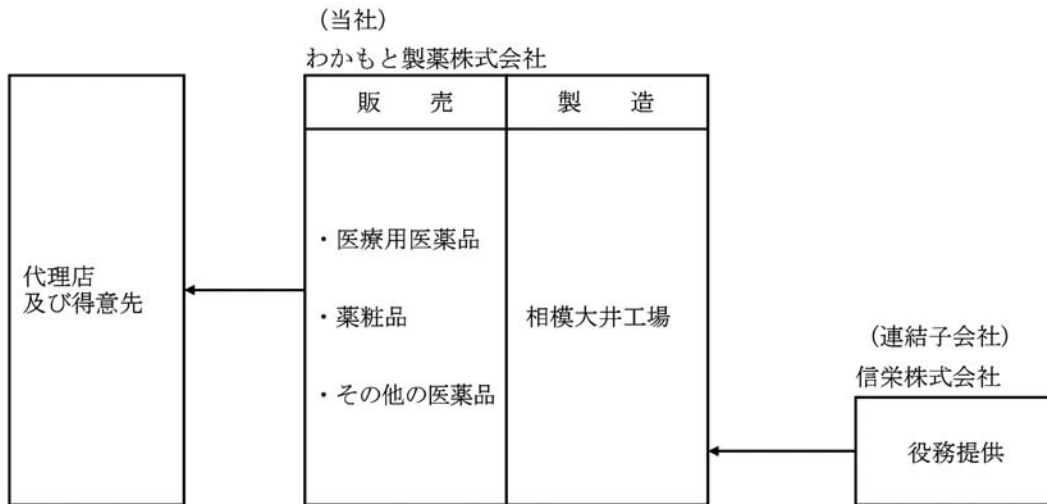 (当社)
わかもと製薬株式会社
販　　売
製　　造
代理店
及び得意先
・医療用医薬品
・薬粧品
・その他の医薬品
相模大井工場
(連結子会社)
信栄株式会社
役務提供